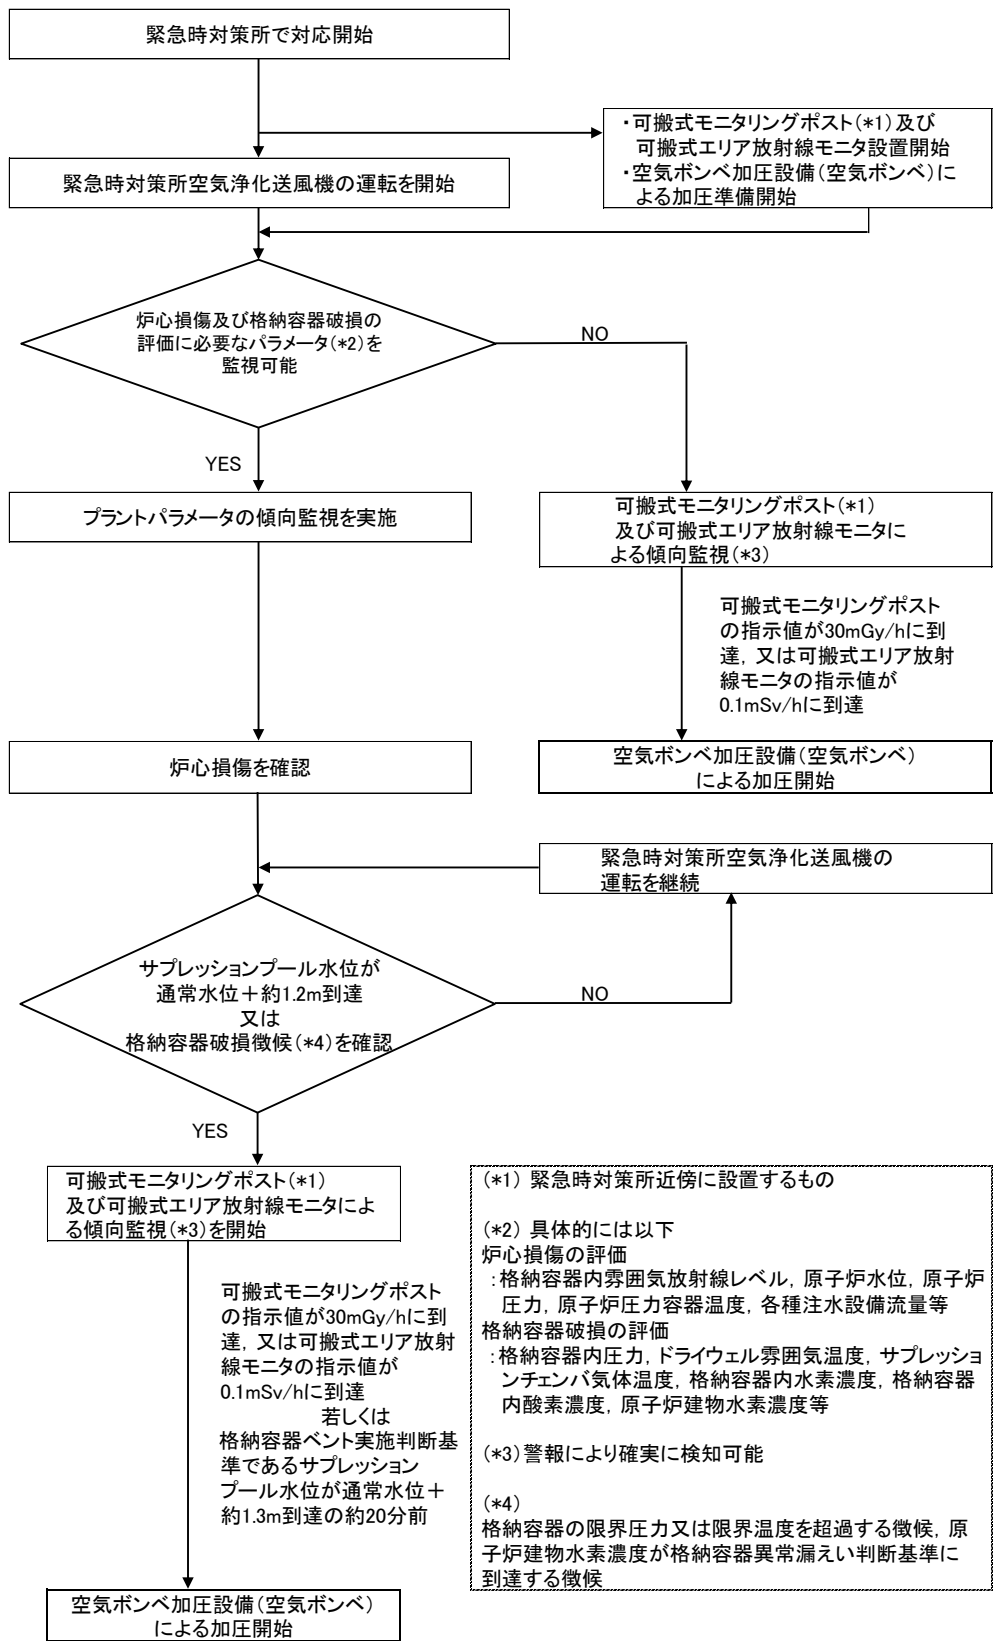 緊急時対策所で対応開始
・可搬式モニタリングポスト(*1)及び
可搬式エリア放射線モニタ設置開始
・空気ボンベ加圧設備(空気ボンベ)に
よる加圧準備開始
緊急時対策所空気浄化送風機の運転を開始
炉心損傷及び格納容器破損の
評価に必要なパラメータ(*2)を
監視可能
NO
YES
プラントパラメータの傾向監視を実施
可搬式モニタリングポスト(*1)
及び可搬式エリア放射線モニタに
よる傾向監視(*3)
可搬式モニタリングポスト
の指示値が30mGy/hに到
達,又は可搬式エリア放射
線モニタの指示値が
0.1mSv/hに到達
炉心損傷を確認
空気ボンベ加圧設備(空気ボンベ)
による加圧開始
緊急時対策所空気浄化送風機の
運転を継続
サプレッションプール水位が
通常水位+約1.2m到達
又は
格納容器破損徴候(*4)を確認
NO
YES
可搬式モニタリングポスト(*1)
及び可搬式エリア放射線モニタによ
る傾向監視(*3)を開始
可搬式モニタリングポスト
の指示値が30mGy/hに到
達,又は可搬式エリア放射
線モニタの指示値が
0.1mSv/hに到達
若しくは
格納容器ベント実施判断基
準であるサプレッション
プール水位が通常水位+
約1.3m到達の約20分前
空気ボンベ加圧設備(空気ボンベ)
による加圧開始
(*1) 緊急時対策所近傍に設置するもの
(*2) 具体的には以下
炉心損傷の評価
:格納容器内雰囲気放射線レベル,原子炉水位,原子炉
圧力,原子炉圧力容器温度,各種注水設備流量等
格納容器破損の評価
:格納容器内圧力,ドライウェル雰囲気温度,サプレッショ
ンチェンバ気体温度,格納容器内水素濃度,格納容器
内酸素濃度,原子炉建物水素濃度等
(*3)警報により確実に検知可能
(*4)
格納容器の限界圧力又は限界温度を超過する徴候,原
子炉建物水素濃度が格納容器異常漏えい判断基準に
到達する徴候